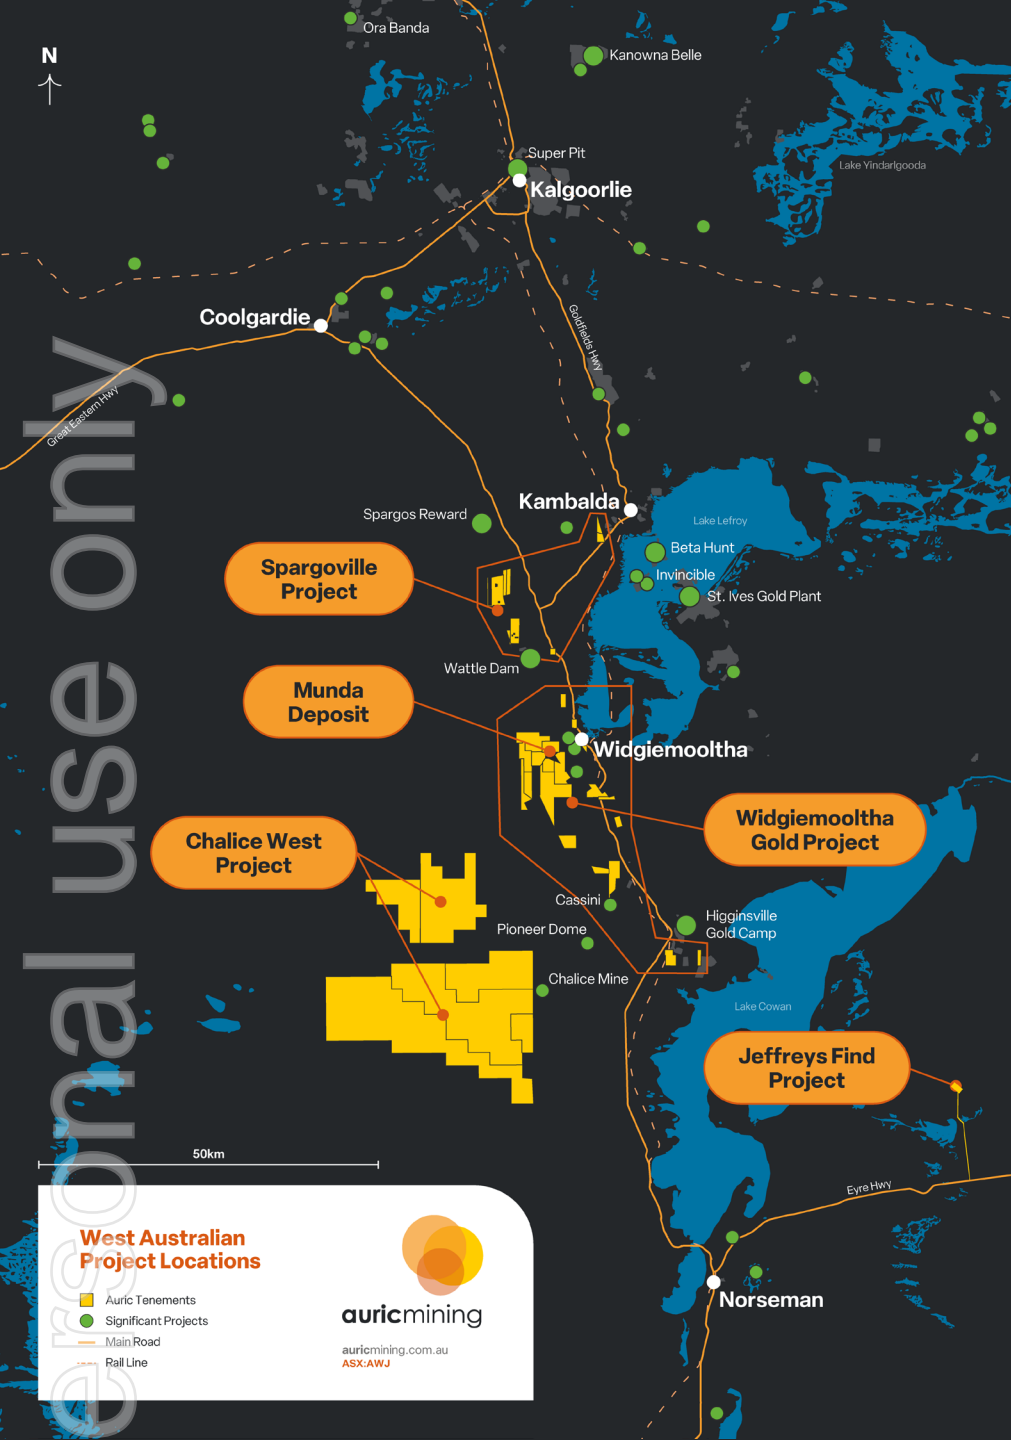 N
Ora Banda
Kanowna Belle
Super Pit
Kalgoorlie
Lake Yindarlgooda
Coolgardie
Goldfields Hwy
Great Eastern Hwy
Kambalda
Spargos Reward
Lake Lefroy
Beta Hunt
Invincible
St. Ives Gold Plant
Spargoville
Project
Wattle Dam
Munda
Deposit
Widgiemooltha
Widgiemooltha
Gold Project
Chalice West
Project
Cassini
Higginsville
Gold Camp
Pioneer Dome
Chalice Mine
Lake Cowan
Jeffreys Find
Project
50km
Eyre Hwy
Norseman
West Australian
Project Locations
Auric Tenements
Significant Projects
Main Road
Rail Line
auricmining
auricmining.com.au
ASX:AWJ
ersonal use only